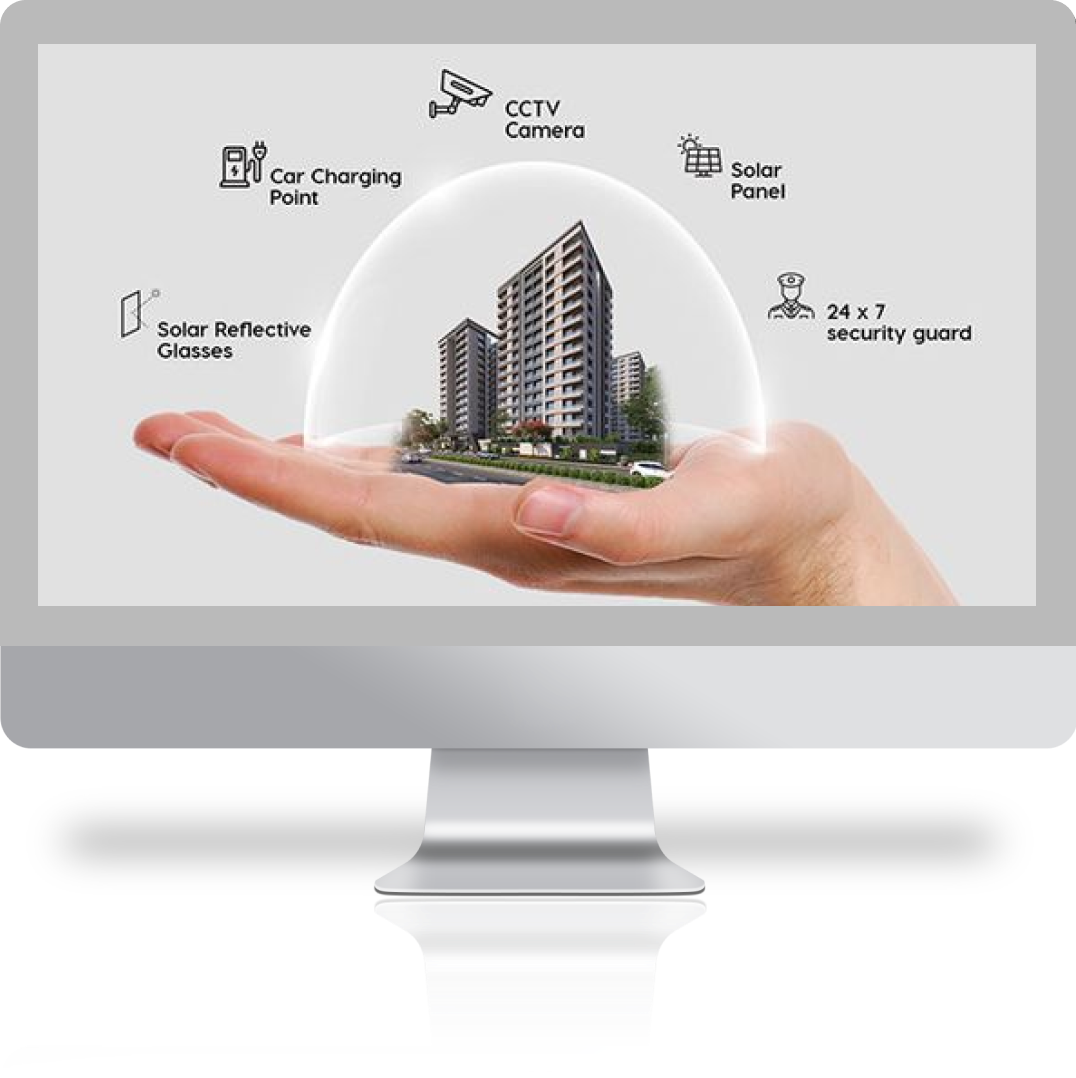 CCTV
Camera
Car Charging
Point
Solar
Panel
Solar Reflective
Glasses
24 x 7
security guard